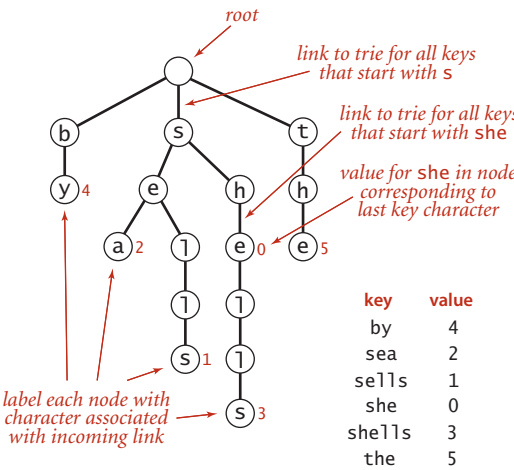 root
link to trie for all keys
that start with s
b
s
t
link to trie for all keys
that start with she
y 4
e
h
h
value for she in node
corresponding to
last key character
a 2
l
e 0
e 5
l
l
s 1
l
s 3
label each node with
character associated
with incoming link
key value
by 4
sea 2
sells 1
she 0
shells 3
the 5